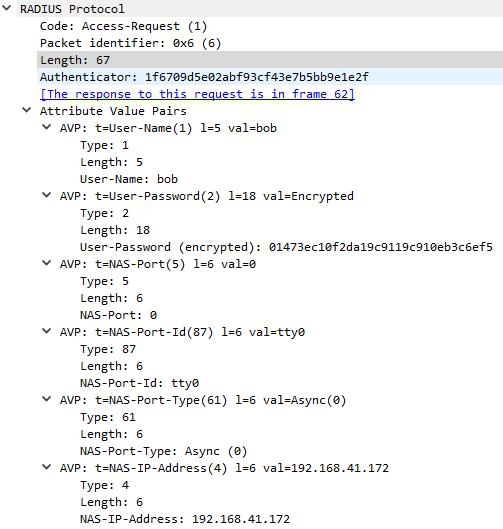 RADIUS Protocol
Code: Access-Request (1)
Packet identifier: 0x6 (6)
Length: 67
Authenticator: 1f6709d5e02abf93cf43e7b5bb9e1e2f
[The response to this request is in frame 62]
Attribute Value Pairs
AVP: t=User-Name(1) l=5 val=bob
Type: 1
Length: 5
User-Name: bob
AVP: t=User-Password(2) l=18 val=Encrypted
Type: 2
Length: 18
User-Password (encrypted): 01473ec10f2da19c9119c910eb3c6ef5
AVP: t=NAS-Port(5) l=6 val=0
Type: 5
Length: 6
NAS-Port: 0
AVP: t=NAS-Port-Id(87) l=6 val=tty0
Type: 87
Length: 6
NAS-Port-Id: tty0
AVP: t=NAS-Port-Type(61) l=6 val=Async(0)
Type: 61
Length: 6
NAS-Port-Type: Async (0)
AVP: t=NAS-IP-Address(4) l=6 val=192.168.41.172
Type: 4
Length: 6
NAS-IP-Address: 192.168.41.172